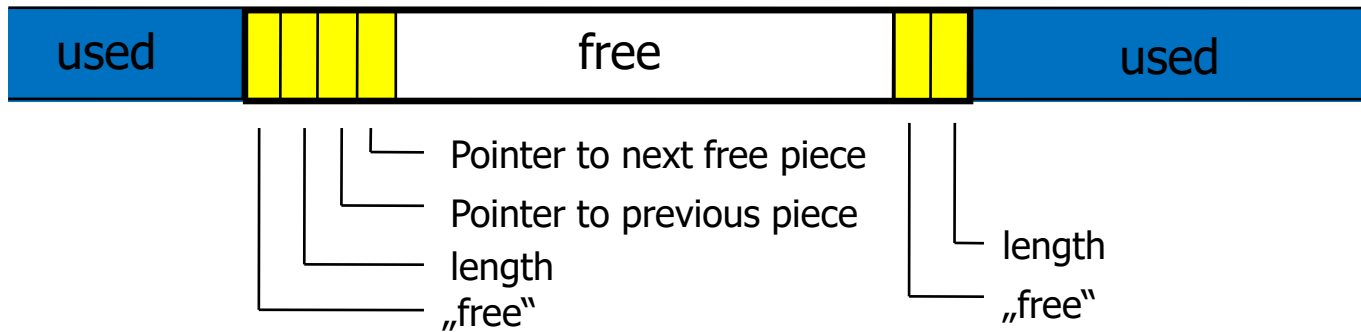 used free used
Pointer to next free piece
Pointer to previous piece
length
„free“
length
„free“